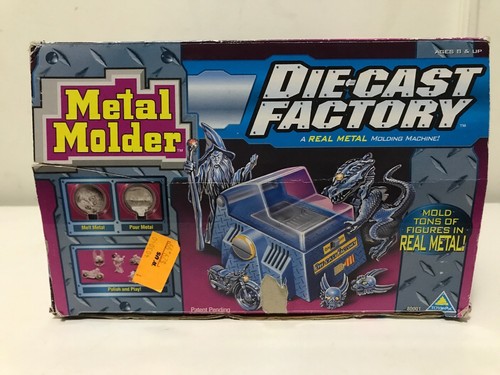 AGES 8 & UP
Metal
Molder
DIE-CAST
FACTORY
TM
A REAL METAL MOLDING MACHINE!
Melt Metal
Pour Metal
Polish and Play!
MOLD
TONS OF
FIGURES IN
REAL METAL!
Patent Pending